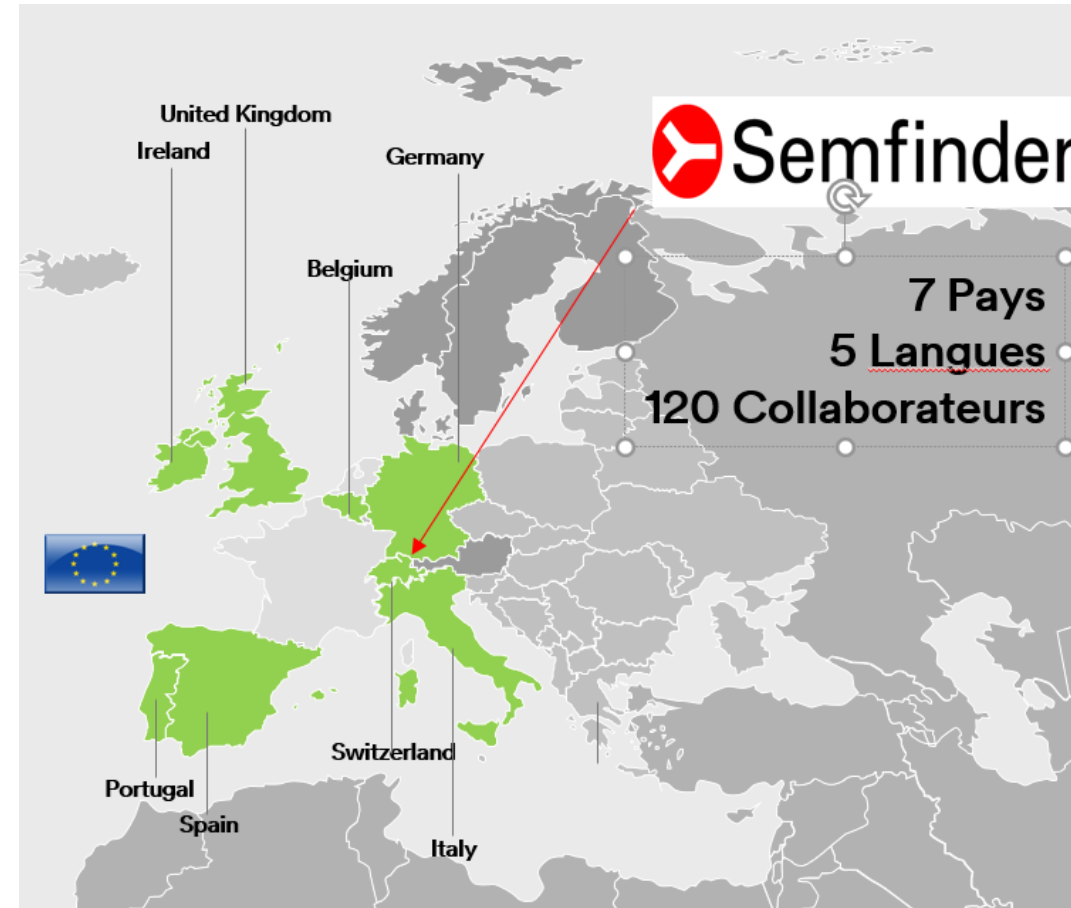 United Kingdom
Ireland
Germany
Semfinder
Belgium
7 Pays
5 Langues
120 Collaborateurs
Switzerland
Portugal
Spain
Italy